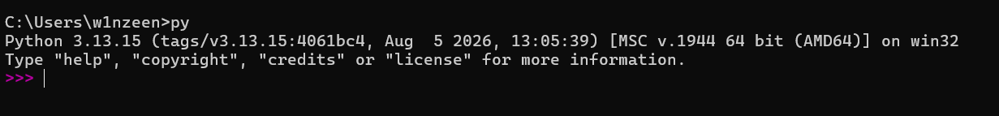 C:\Users\w1nzeen>py
Python 3.13.15 (tags/v3.13.15:4061bc4, Aug  5 2026, 13:05:39) [MSC v.1944 64 bit (AMD64)] on win32
Type "help", "copyright", "credits" or "license" for more information.
>>>